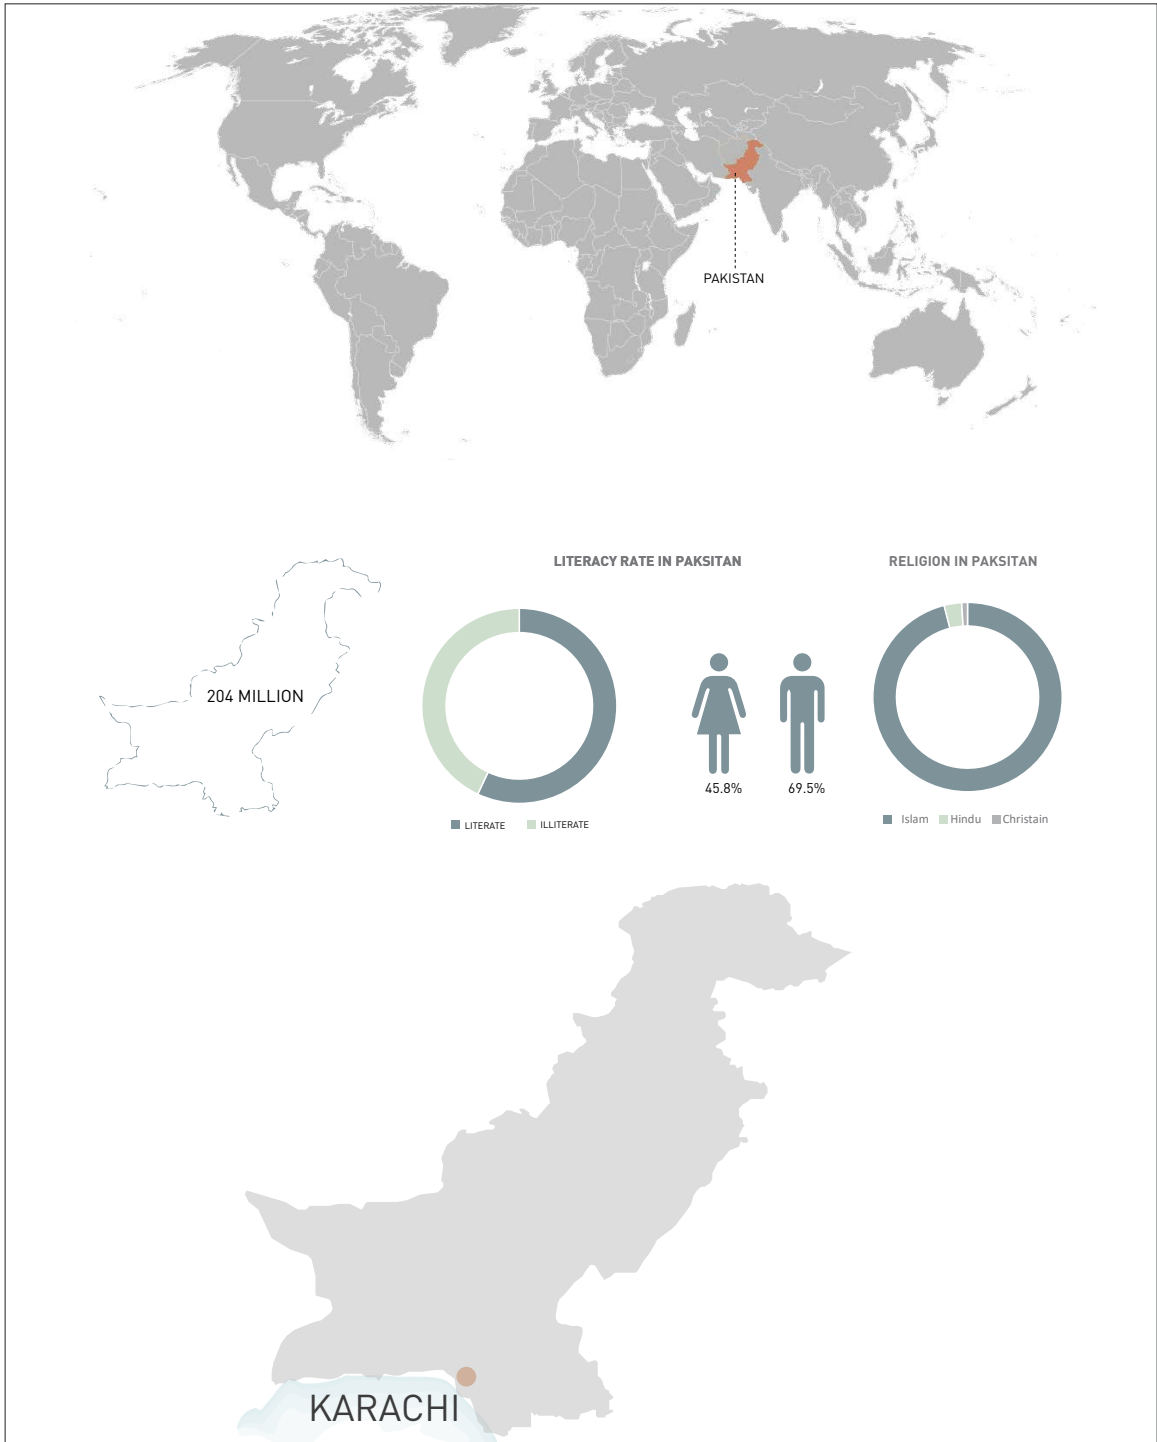 PAKISTAN
LITERACY RATE IN PAKSITAN
RELIGION IN PAKSITAN
204 MILLION
45.8%
69.5%
LITERATE
ILLITERATE
Islam
Hindu
Christain
KARACHI